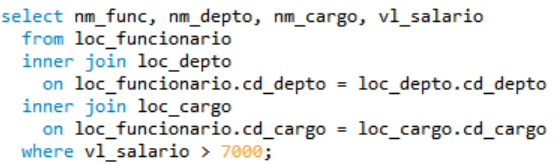 select nm_func, nm_depto, nm_cargo, vl_salario
from loc_funcionario
inner join loc_depto
on loc_funcionario.cd_depto = loc_depto.cd_depto
inner join loc_cargo
on loc_funcionario.cd_cargo = loc_cargo.cd_cargo
where vl_salario > 7000;